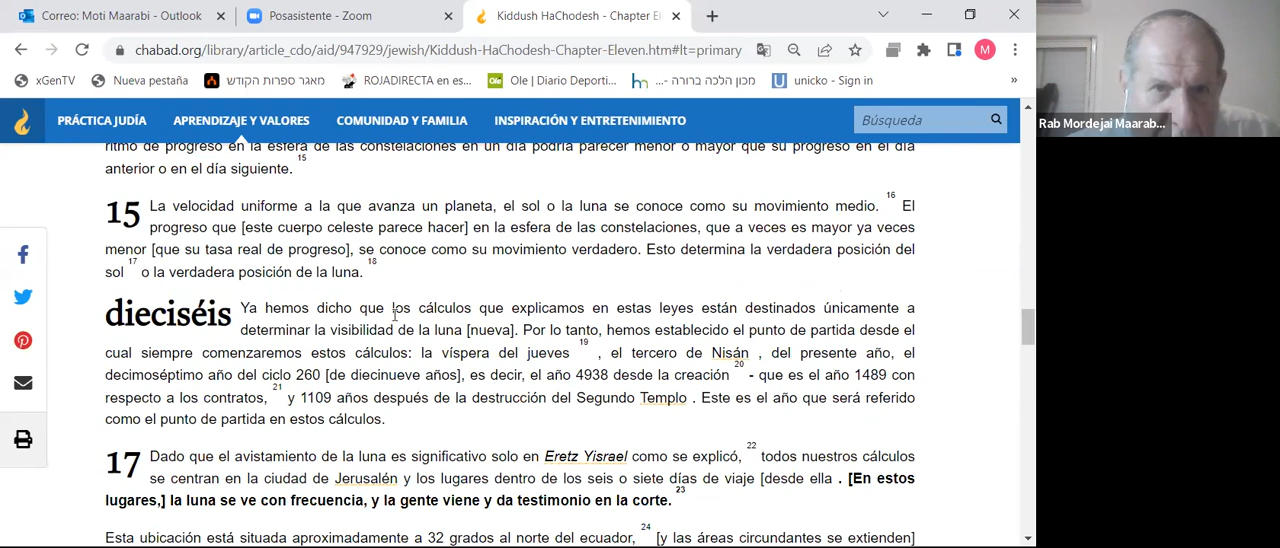 Correo: Moti Maarabi - Outlook
Posasistente - Zoom
Kiddush HaChodesh - Chapter Ele
chabad.org/library/article_cdo/aid/947929/jewish/Kiddush-HaChodesh-Chapter-Eleven.htm#lt=primary
M
xGenTV
Nueva pestaña
מאגר ספרות הקודש
ROJADIRECTA en es...
Ole | Diario Deporti...
מכון הלכה ברורה -...
unicko - Sign in
»
PRÁCTICA JUDÍA
APRENDIZAJE Y VALORES
COMUNIDAD Y FAMILIA
INSPIRACIÓN Y ENTRETENIMIENTO
Búsqueda
Rab Mordejai Maarab...
ritmo de progreso en la esfera de las constelaciones en un día podría parecer menor o mayor que su progreso en el día
anterior o en el día siguiente. 15
15 La velocidad uniforme a la que avanza un planeta, el sol o la luna se conoce como su movimiento medio. 16 El
progreso que [este cuerpo celeste parece hacer] en la esfera de las constelaciones, que a veces es mayor ya veces
menor [que su tasa real de progreso], se conoce como su movimiento verdadero. Esto determina la verdadera posición del
sol 17 o la verdadera posición de la luna. 18
dieciséis Ya hemos dicho que los cálculos que explicamos en estas leyes están destinados únicamente a
determinar la visibilidad de la luna [nueva]. Por lo tanto, hemos establecido el punto de partida desde el
cual siempre comenzaremos estos cálculos: la víspera del jueves 19 , el tercero de Nisán , del presente año, el
decimoséptimo año del ciclo 260 [de diecinueve años], es decir, el año 4938 desde la creación 20 - que es el año 1489 con
respecto a los contratos, 21 y 1109 años después de la destrucción del Segundo Templo . Este es el año que será referido
como el punto de partida en estos cálculos.
17 Dado que el avistamiento de la luna es significativo solo en Eretz Yisrael como se explicó, 22 todos nuestros cálculos
se centran en la ciudad de Jerusalén y los lugares dentro de los seis o siete días de viaje [desde ella . [En estos
lugares,] la luna se ve con frecuencia, y la gente viene y da testimonio en la corte. 23
Esta ubicación está situada aproximadamente a 32 grados al norte del ecuador, 24 [y las áreas circundantes se extienden]